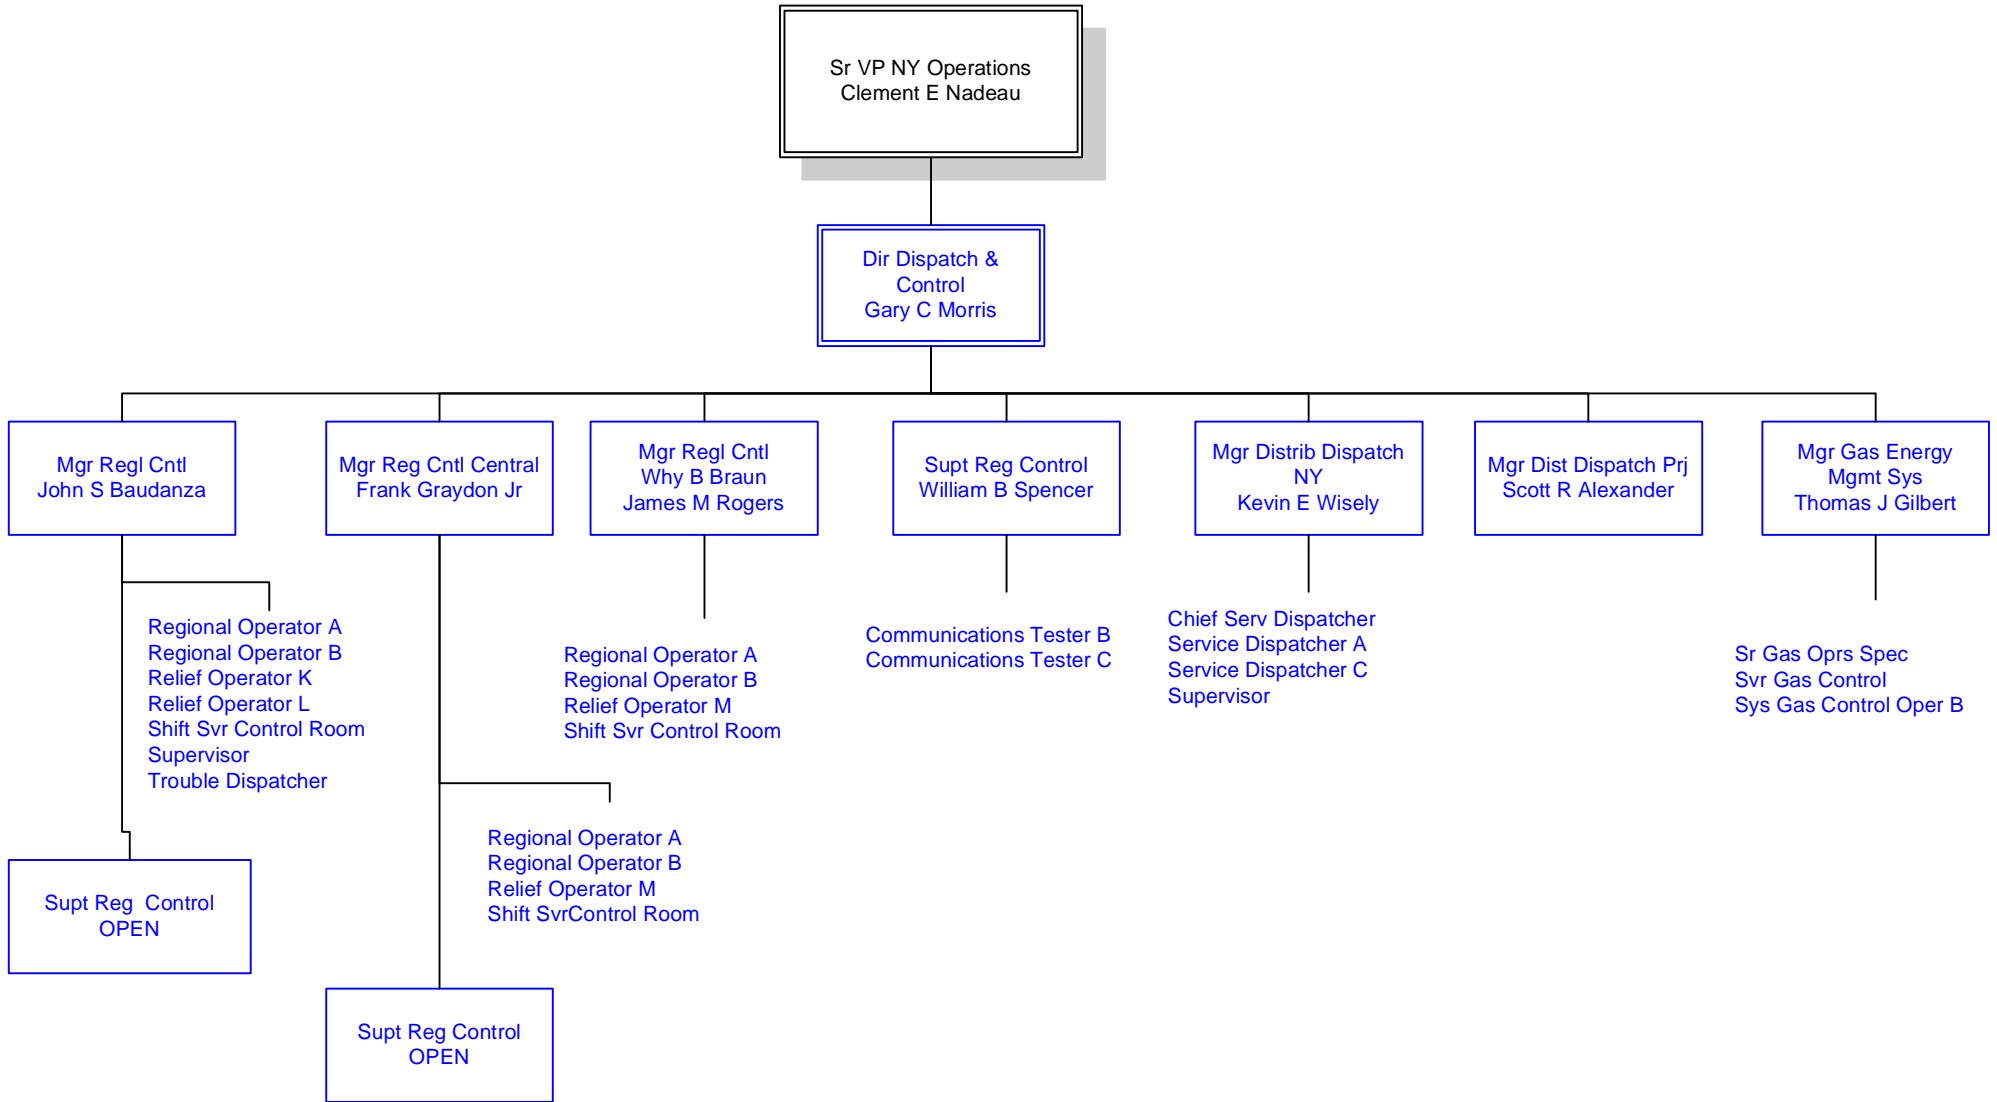 Sr VP NY Operations
Clement E Nadeau
Dir Dispatch &
Control
Gary C Morris
Mgr Regl Cntl
John S Baudanza
Mgr Reg Cntl Central
Frank Graydon Jr
Mgr Regl Cntl
Why B Braun
James M Rogers
Supt Reg Control
William B Spencer
Mgr Distrib Dispatch
NY
Kevin E Wisely
Mgr Dist Dispatch Prj
Scott R Alexander
Mgr Gas Energy
Mgmt Sys
Thomas J Gilbert
Regional Operator A
Regional Operator B
Relief Operator K
Relief Operator L
Shift Svr Control Room
Supervisor
Trouble Dispatcher
Regional Operator A
Regional Operator B
Relief Operator M
Shift Svr Control Room
Communications Tester B
Communications Tester C
Chief Serv Dispatcher
Service Dispatcher A
Service Dispatcher C
Supervisor
Sr Gas Oprs Spec
Svr Gas Control
Sys Gas Control Oper B
Regional Operator A
Regional Operator B
Relief Operator M
Shift SvrControl Room
Supt Reg  Control
OPEN
Supt Reg Control
OPEN